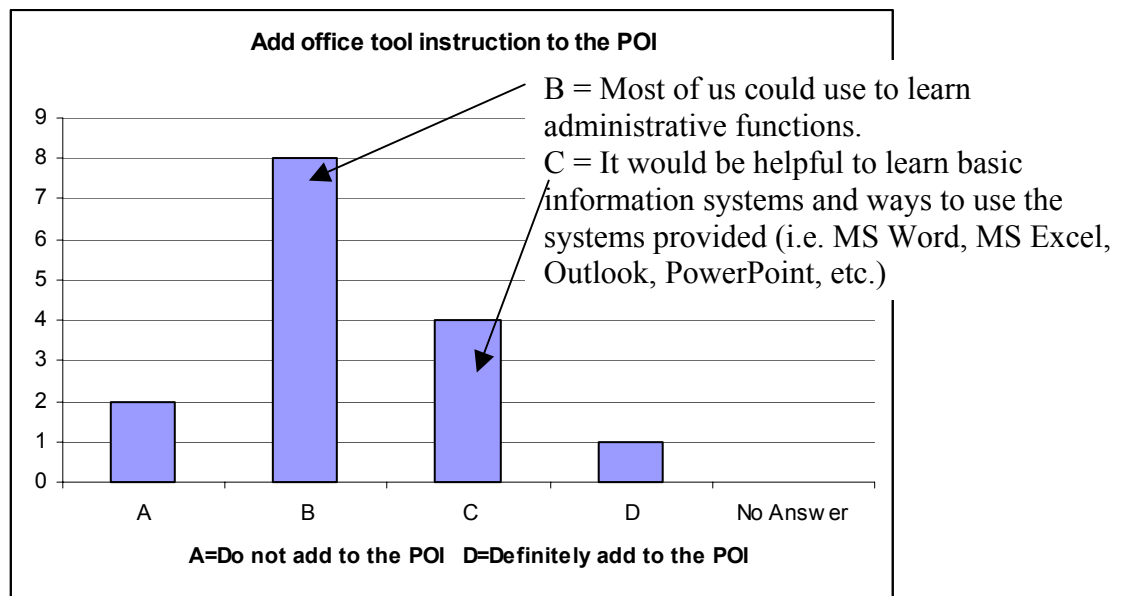 Add office tool instruction to the POI
B = Most of us could use to learn
administrative functions.
C = It would be helpful to learn basic
information systems and ways to use the
systems provided (i.e. MS Word, MS Excel,
Outlook, PowerPoint, etc.)
9
8
7
6
5
4
3
2
1
0
A B C D No Answer
A=Do not add to the POI D=Definitely add to the POI